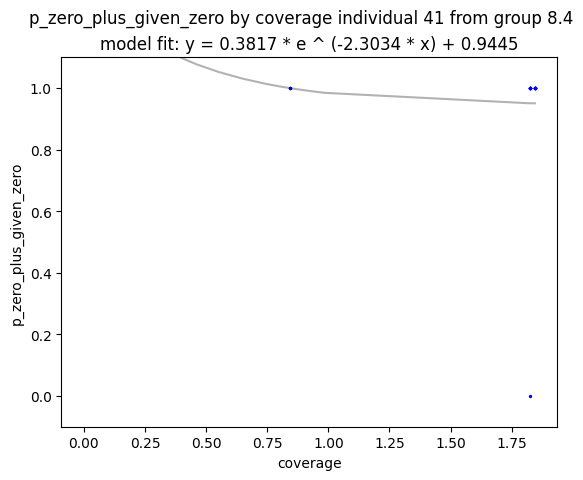 p_zero_plus_given_zero by coverage individual 41 from group 8.4
model fit: y = 0.3817 * e ^ (-2.3034 * x) + 0.9445
1.0
0.8
0.6
0.4
0.2
0.0
p_zero_plus_given_zero
0.00 0.25 0.50 0.75 1.00 1.25 1.50 1.75
coverage